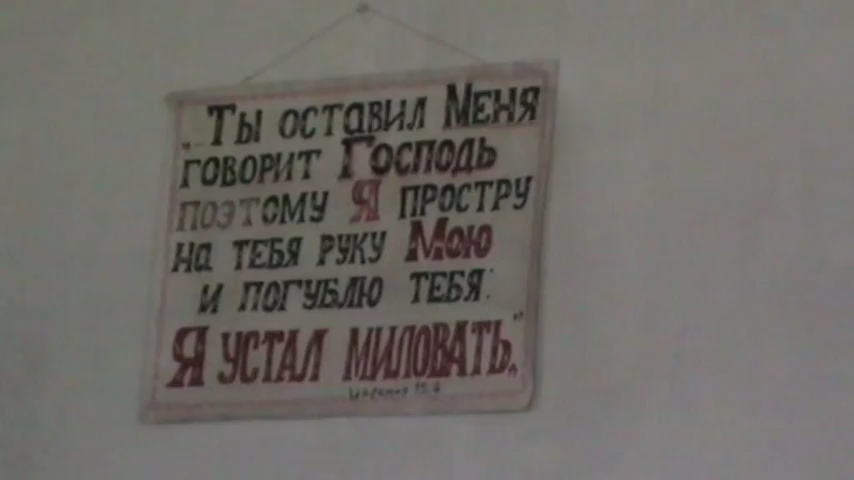 „...Ты оставил Меня
говорит Господь
поэтому Я простру
на тебя руку Мою
и погублю тебя:
Я устал миловать."